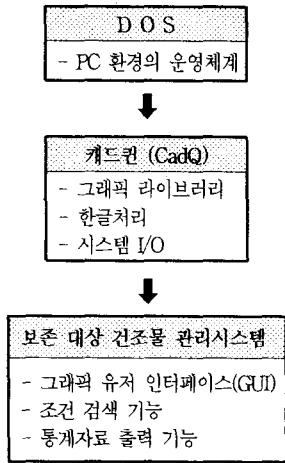 D O S
- PC 환경의 운영체계
캐드퀸 (CadQ)
- 그래픽 라이브러리
- 한글처리
- 시스템 I/O
보존 대상 건조물 관리시스템
- 그래픽 유저 인터페이스(GUI)
- 조건 검색 기능
- 통계자료 출력 기능